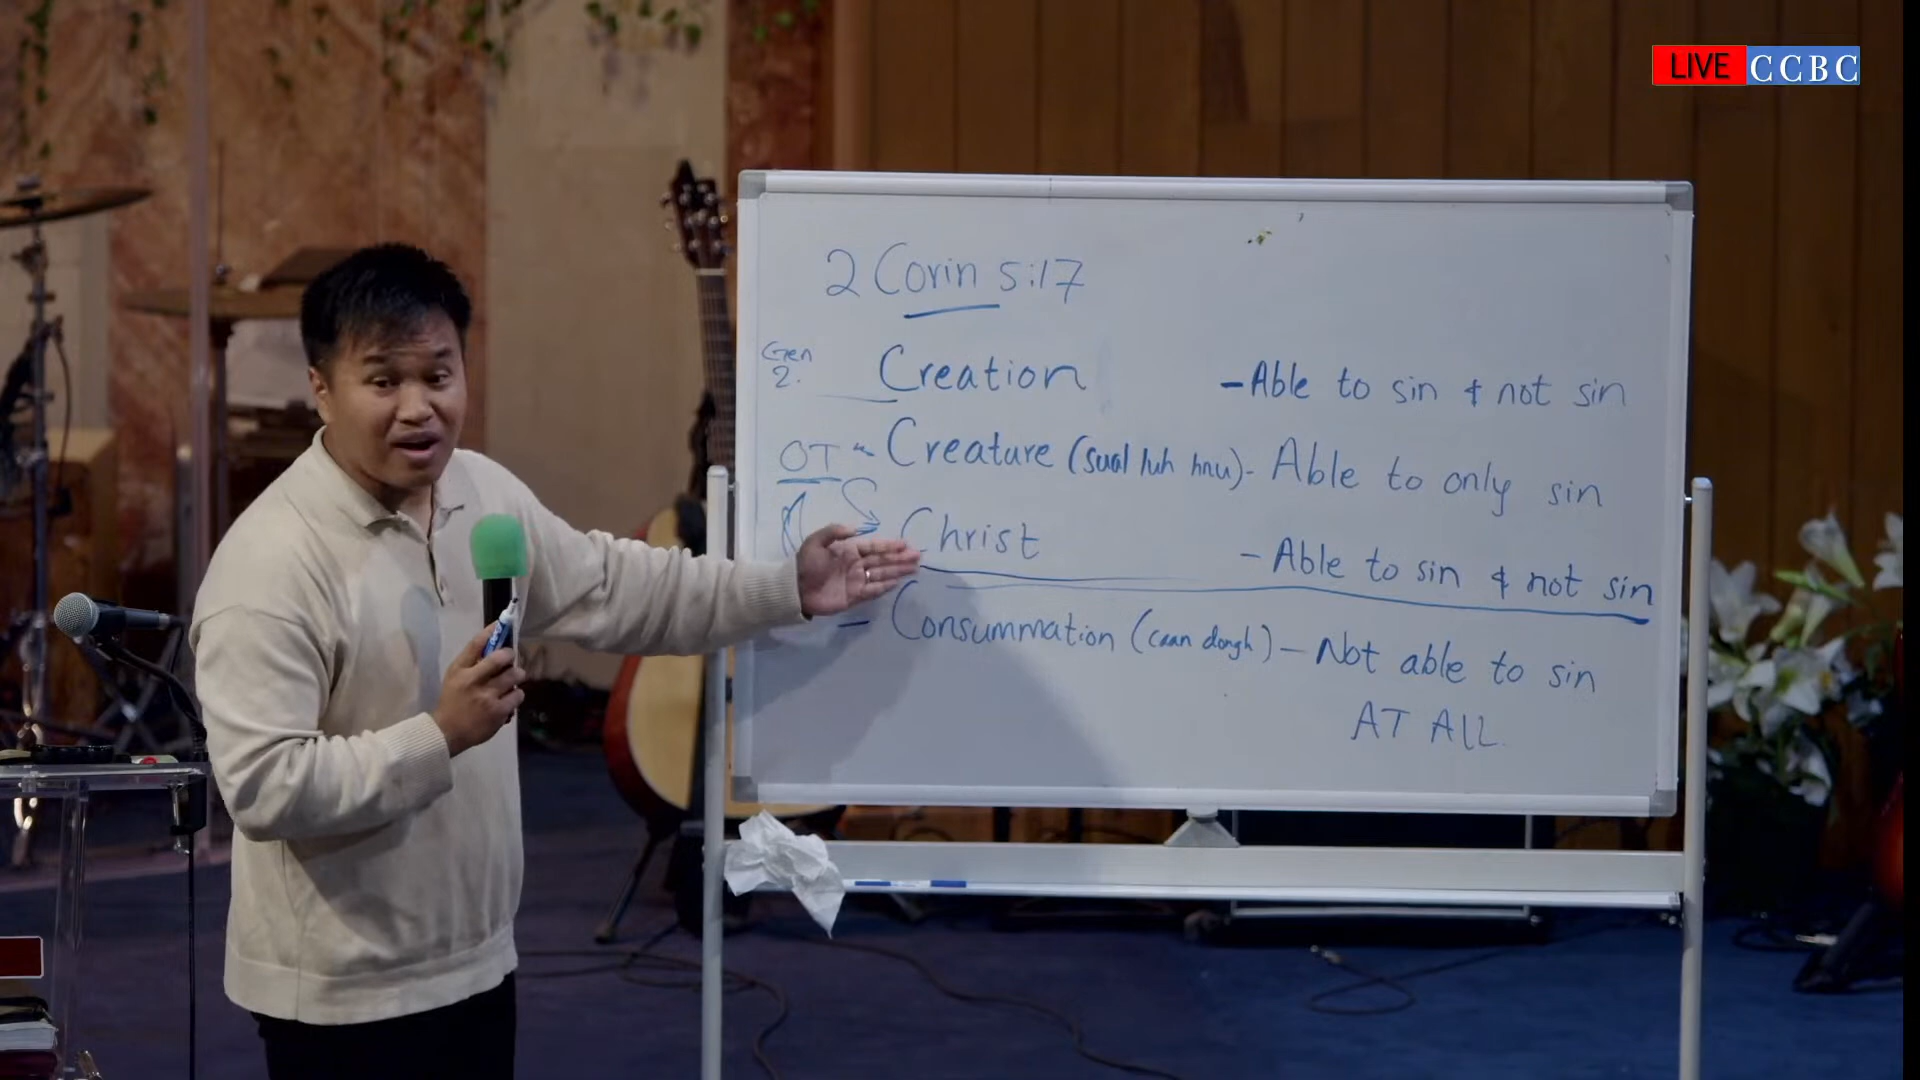 LIVE CCBC
2 Corin 5:17
Gen 2. Creation - Able to sin & not sin
OT - Creature (sual luh hnu) - Able to only sin
Christ - Able to sin & not sin
- Consummation (caan dongh) - Not able to sin
AT ALL.